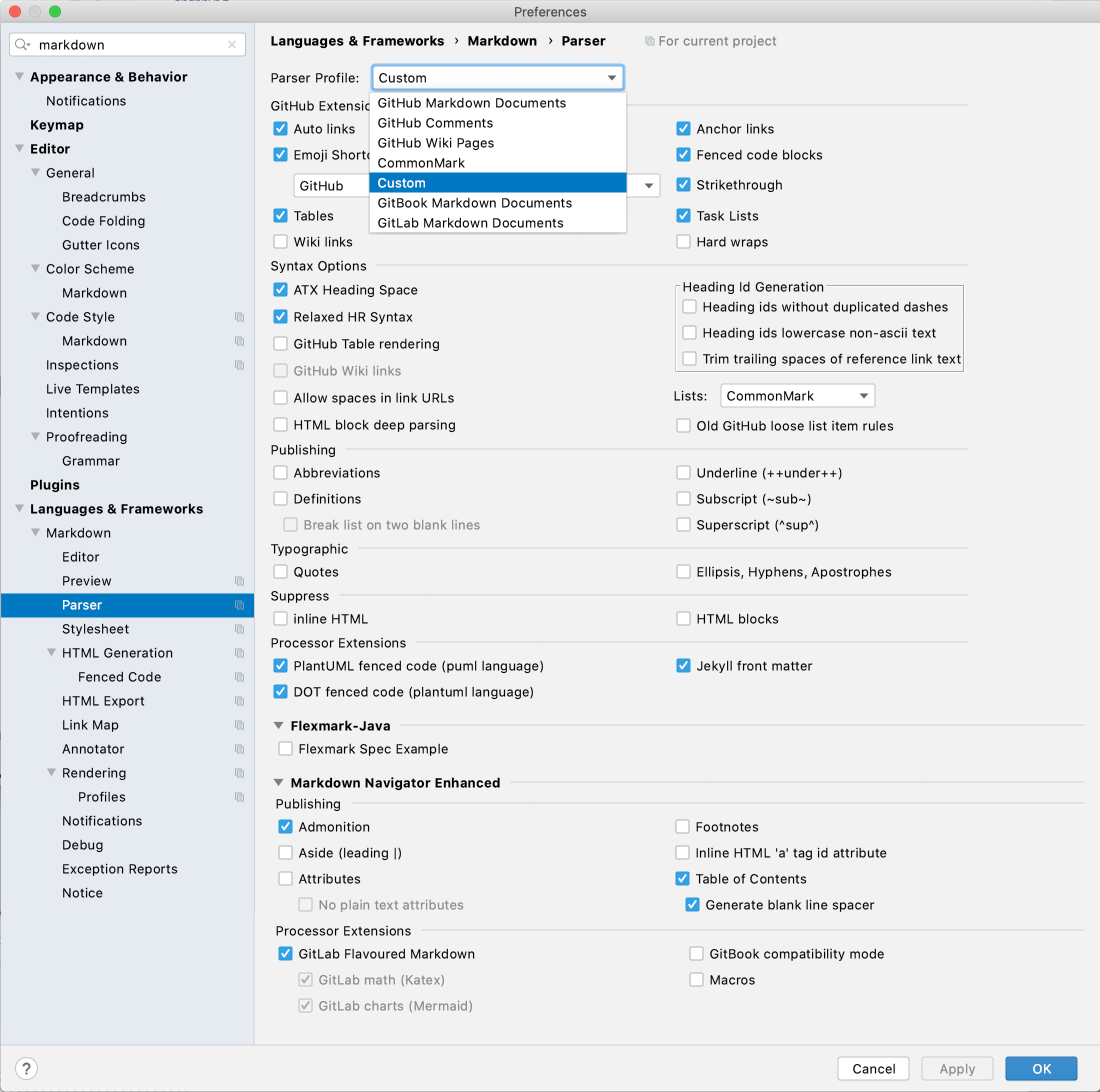 Preferences
markdown
Appearance & Behavior
Notifications
Keymap
Editor
General
Breadcrumbs
Code Folding
Gutter Icons
Color Scheme
Markdown
Code Style
Markdown
Inspections
Live Templates
Intentions
Proofreading
Grammar
Plugins
Languages & Frameworks
Markdown
Editor
Preview
Parser
Stylesheet
HTML Generation
Fenced Code
HTML Export
Link Map
Annotator
Rendering
Profiles
Notifications
Debug
Exception Reports
Notice
Languages & Frameworks › Markdown › Parser For current project
Parser Profile: Custom
GitHub Markdown Documents
GitHub Comments
GitHub Wiki Pages
CommonMark
Custom
GitBook Markdown Documents
GitLab Markdown Documents
GitHub Extensio
Auto links Anchor links
Emoji Shortc Fenced code blocks
GitHub Strikethrough
Tables Task Lists
Wiki links Hard wraps
Syntax Options
ATX Heading Space
Relaxed HR Syntax
GitHub Table rendering
GitHub Wiki links
Allow spaces in link URLs
HTML block deep parsing
Heading Id Generation
Heading ids without duplicated dashes
Heading ids lowercase non-ascii text
Trim trailing spaces of reference link text
Lists: CommonMark
Old GitHub loose list item rules
Publishing
Abbreviations Underline (++under++)
Definitions Subscript (~sub~)
Break list on two blank lines Superscript (^sup^)
Typographic
Quotes Ellipsis, Hyphens, Apostrophes
Suppress
inline HTML HTML blocks
Processor Extensions
PlantUML fenced code (puml language) Jekyll front matter
DOT fenced code (plantuml language)
Flexmark-Java
Flexmark Spec Example
Markdown Navigator Enhanced
Publishing
Admonition Footnotes
Aside (leading |) Inline HTML 'a' tag id attribute
Attributes Table of Contents
No plain text attributes Generate blank line spacer
Processor Extensions
GitLab Flavoured Markdown GitBook compatibility mode
GitLab math (Katex) Macros
GitLab charts (Mermaid)
? Cancel Apply OK